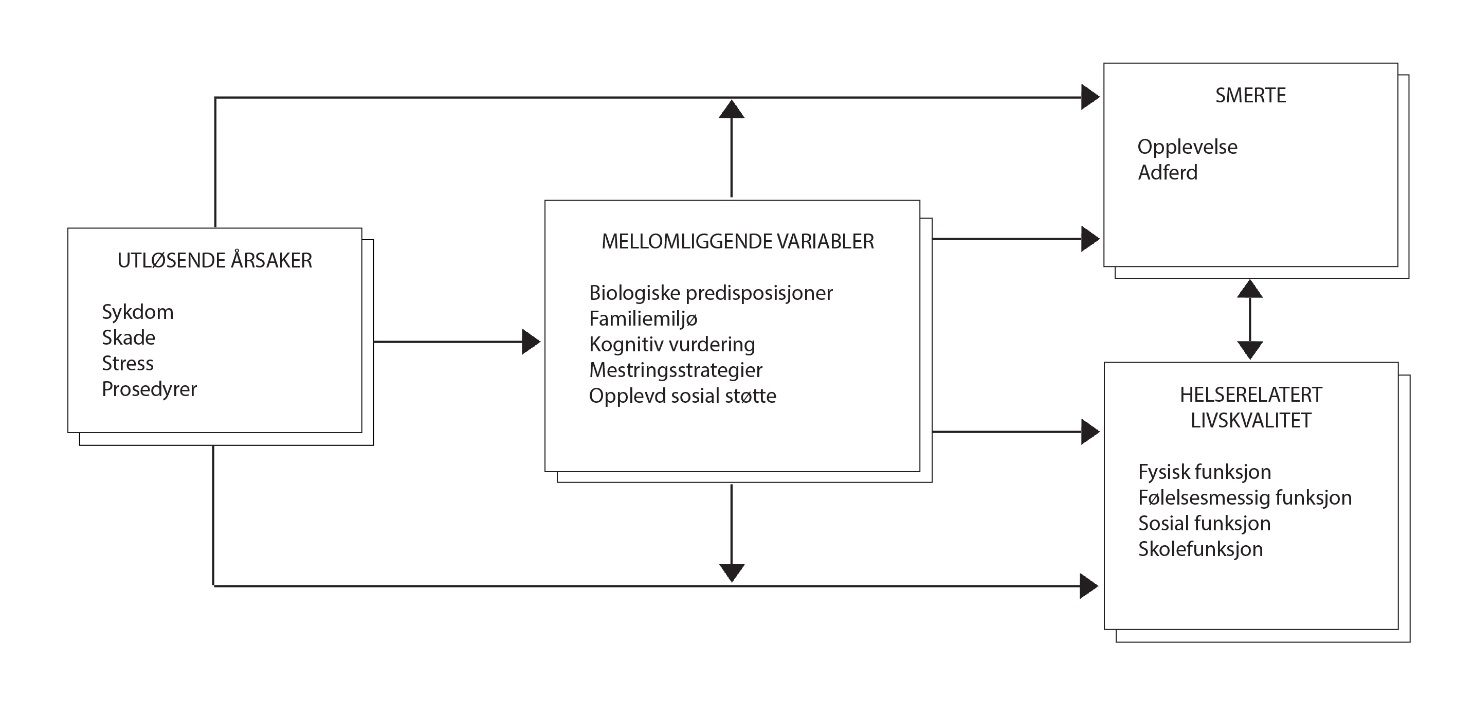 UTLØSENDE ÅRSAKER
Sykdom
Skade
Stress
Prosedyrer
MELLOMLIGGENDE VARIABLER
Biologiske predisposisjoner
Familiemiljø
Kognitiv vurdering
Mestringsstrategier
Opplevd sosial støtte
SMERTE
Opplevelse
Adferd
HELSERELATERT
LIVSKVALITET
Fysisk funksjon
Følelsesmessig funksjon
Sosial funksjon
Skolefunksjon